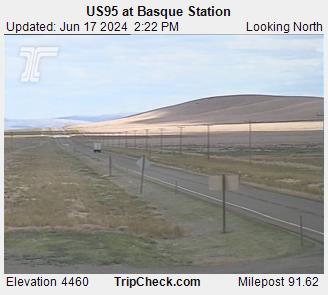 US95 at Basque Station
Updated: Jun 17 2024 2:22 PM Looking North
Elevation 4460 TripCheck.com Milepost 91.62